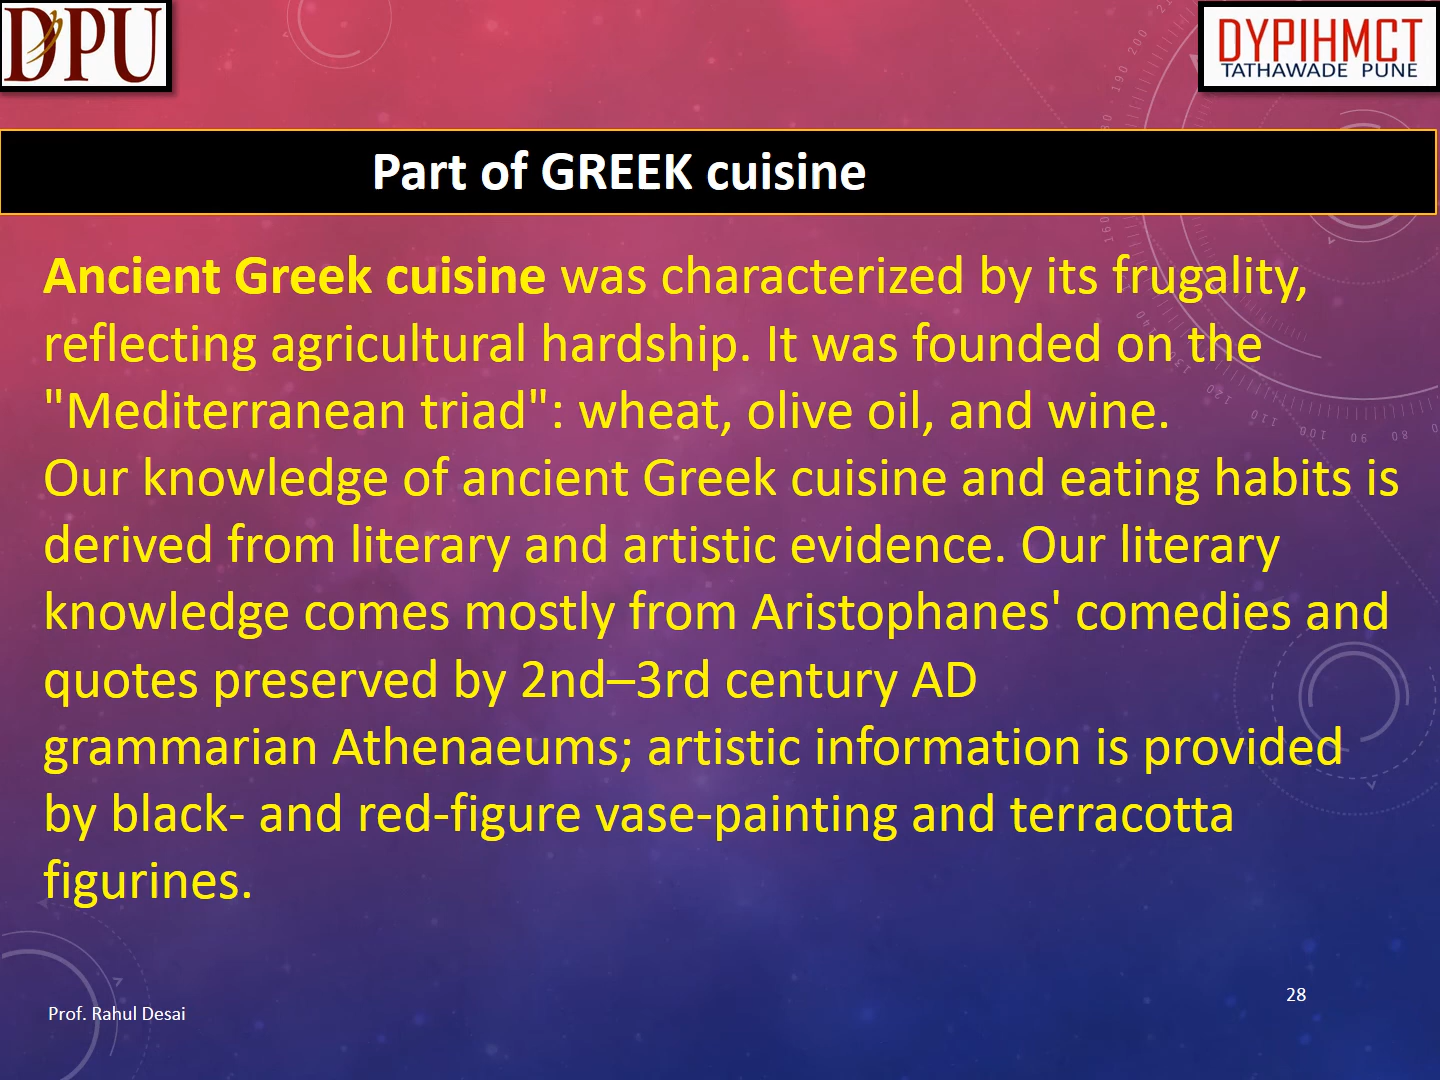 DPU
DYPIHMCT
TATHAWADE PUNE
Part of GREEK cuisine
Ancient Greek cuisine was characterized by its frugality,
reflecting agricultural hardship. It was founded on the
"Mediterranean triad": wheat, olive oil, and wine.
Our knowledge of ancient Greek cuisine and eating habits is
derived from literary and artistic evidence. Our literary
knowledge comes mostly from Aristophanes' comedies and
quotes preserved by 2nd–3rd century AD
grammarian Athenaeums; artistic information is provided
by black- and red-figure vase-painting and terracotta
figurines.
Prof. Rahul Desai
28